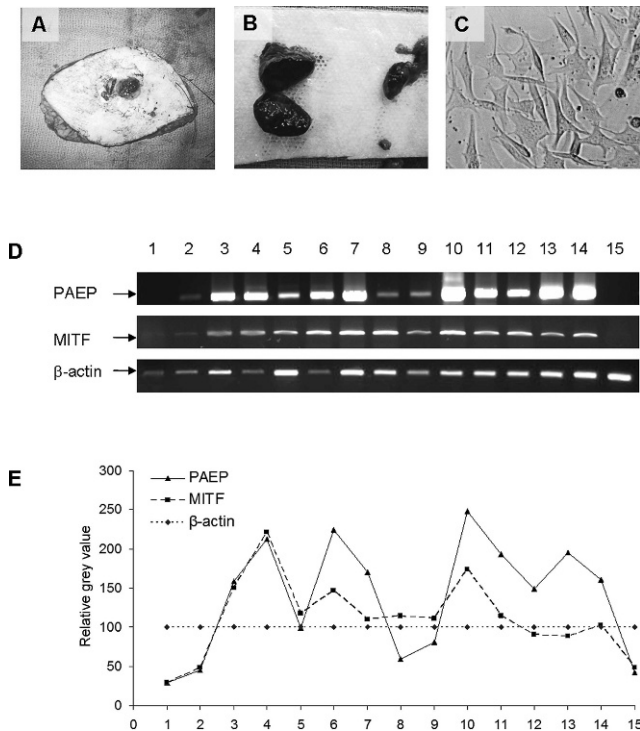 A
B
C
D
1 2 3 4 5 6 7 8 9 10 11 12 13 14 15
PAEP
MITF
β-actin
E
PAEP
MITF
β-actin
Relative grey value
300
250
200
150
100
50
0
0 1 2 3 4 5 6 7 8 9 10 11 12 13 14 15